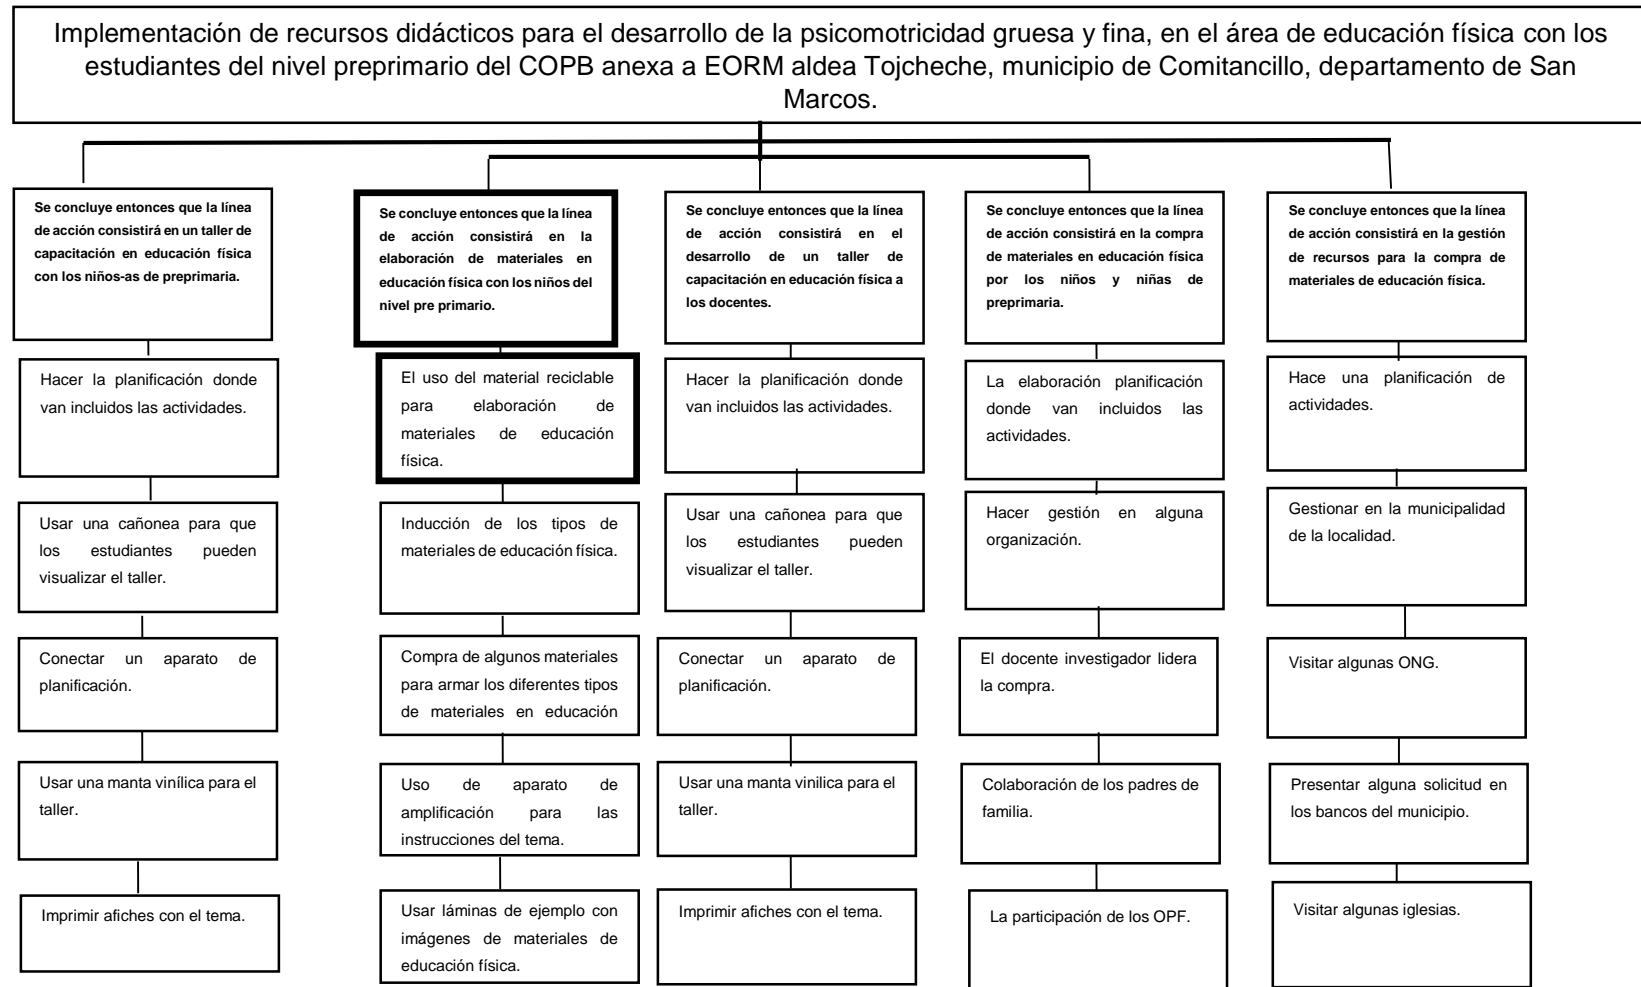 Implementación de recursos didácticos para el desarrollo de la psicomotricidad gruesa y fina, en el área de educación física con los
estudiantes del nivel preprimario del COPB anexa a EORM aldea Tojcheche, municipio de Comitancillo, departamento de San
Marcos.
Se concluye entonces que la línea
de acción consistirá en un taller de
capacitación en educación física
con los niños-as de preprimaria.
Hacer la planificación donde
van incluidos las actividades.
Usar una cañonea para que
los estudiantes pueden
visualizar el taller.
Conectar un aparato de
planificación.
Usar una manta vinílica para el
taller.
Imprimir afiches con el tema.
Se concluye entonces que la línea
de acción consistirá en la
elaboración de materiales en
educación física con los niños del
nivel pre primario.
El uso del material reciclable
para elaboración de
materiales de educación
física.
Inducción de los tipos de
materiales de educación física.
Compra de algunos materiales
para armar los diferentes tipos
de materiales en educación
Uso de aparato de
amplificación para las
instrucciones del tema.
Usar láminas de ejemplo con
imágenes de materiales de
educación física.
Se concluye entonces que la línea
de acción consistirá en el
desarrollo de un taller de
capacitación en educación física a
los docentes.
Hacer la planificación donde
van incluidos las actividades.
Usar una cañonea para que
los estudiantes pueden
visualizar el taller.
Conectar un aparato de
planificación.
Usar una manta vinilica para el
taller.
Imprimir afiches con el tema.
Se concluye entonces que la línea
de acción consistirá en la compra
de materiales en educación física
por los niños y niñas de
preprimaria.
La elaboración planificación
donde van incluidos las
actividades.
Hacer gestión en alguna
organización.
El docente investigador lidera
la compra.
Colaboración de los padres de
familia.
La participación de los OPF.
Se concluye entonces que la línea
de acción consistirá en la gestión
de recursos para la compra de
materiales de educación física.
Hace una planificación de
actividades.
Gestionar en la municipalidad
de la localidad.
Visitar algunas ONG.
Presentar alguna solicitud en
los bancos del municipio.
Visitar algunas iglesias.